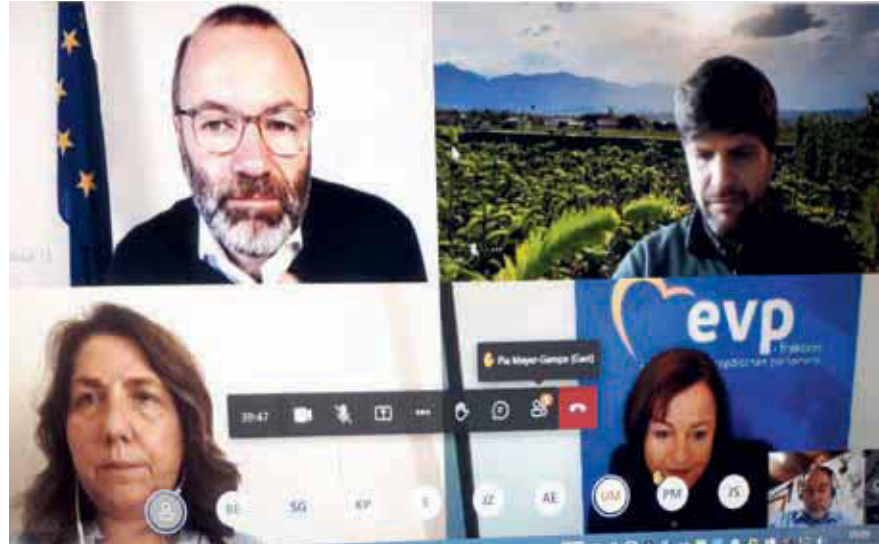 evp
fraktion
Pia Mayer-Gampe (Gast)
39:47
BE
SG
KP
E
JZ
AE
UM
PM
JS